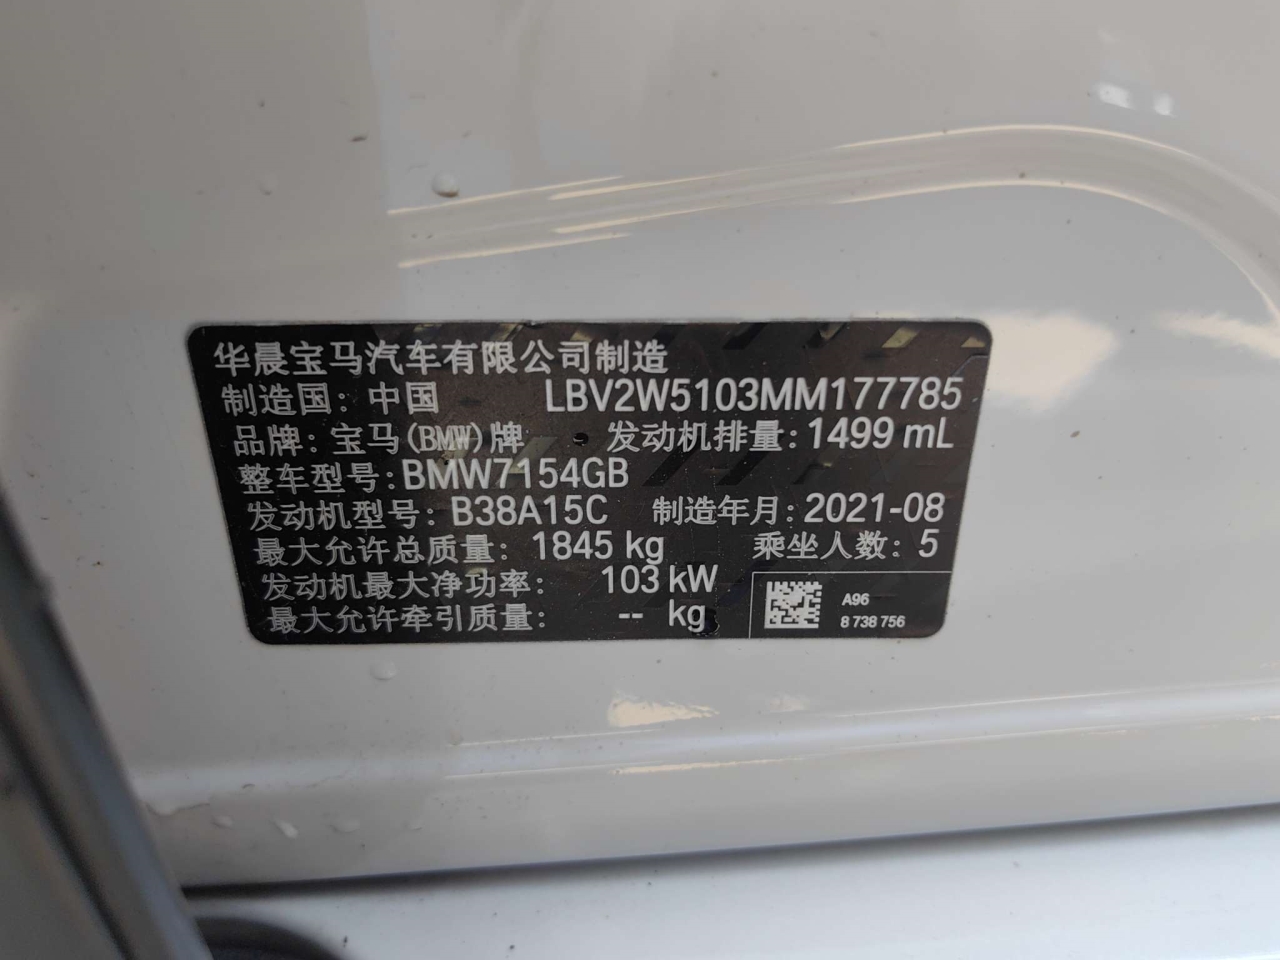 华晨宝马汽车有限公司制造
制造国：中国 LBV2W5103MM177785
品牌：宝马(BMW)牌 发动机排量：1499 mL
整车型号：BMW7154GB
发动机型号：B38A15C 制造年月：2021-08
最大允许总质量：1845 kg 乘坐人数：5
发动机最大净功率：103 kW
最大允许牵引质量：-- kg
A96
8 738 756